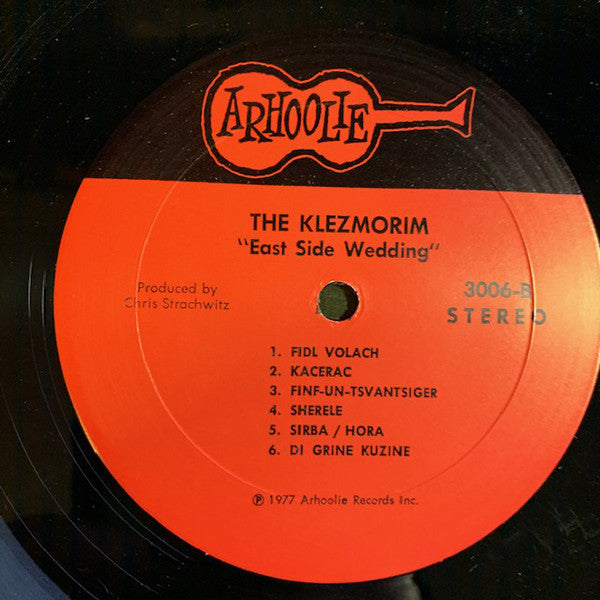 ARHOOLIE
THE KLEZMORIM
"East Side Wedding"
Produced by
Chris Strachwitz
3006-B
STEREO
1. FIDL VOLACH
2. KACERAC
3. FINF-UN-TSVANTSIGER
4. SHERELE
5. SIRBA / HORA
6. DI GRINE KUZINE
℗ 1977 Arhoolie Records Inc.